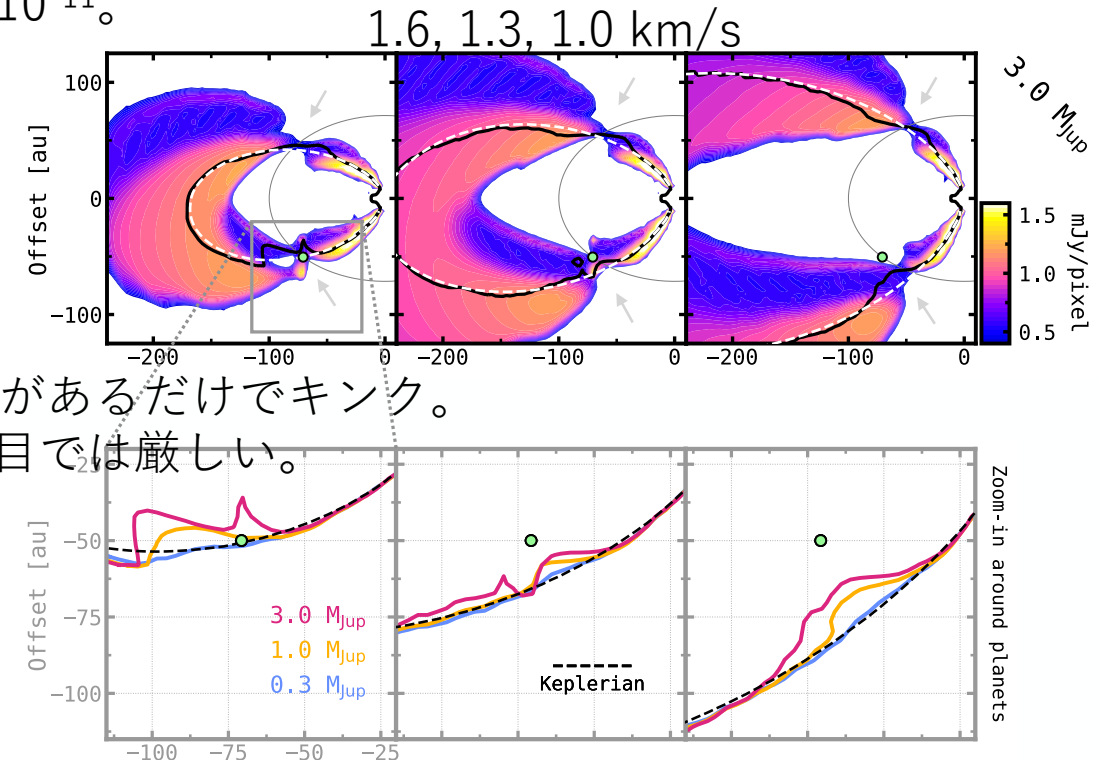 10⁻¹¹。
1.6, 1.3, 1.0 km/s
3.0 MJup
Offset [au]
100
0
−100
−200
−100
0
−200
−100
0
−200
−100
0
1.5
1.0
0.5
mJy/pixel
があるだけでキンク。
目では厳しい。
Offset [au]
−25
−50
−75
−100
3.0 MJup
1.0 MJup
0.3 MJup
Keplerian
Zoom-in around planets
−100
−75
−50
−25